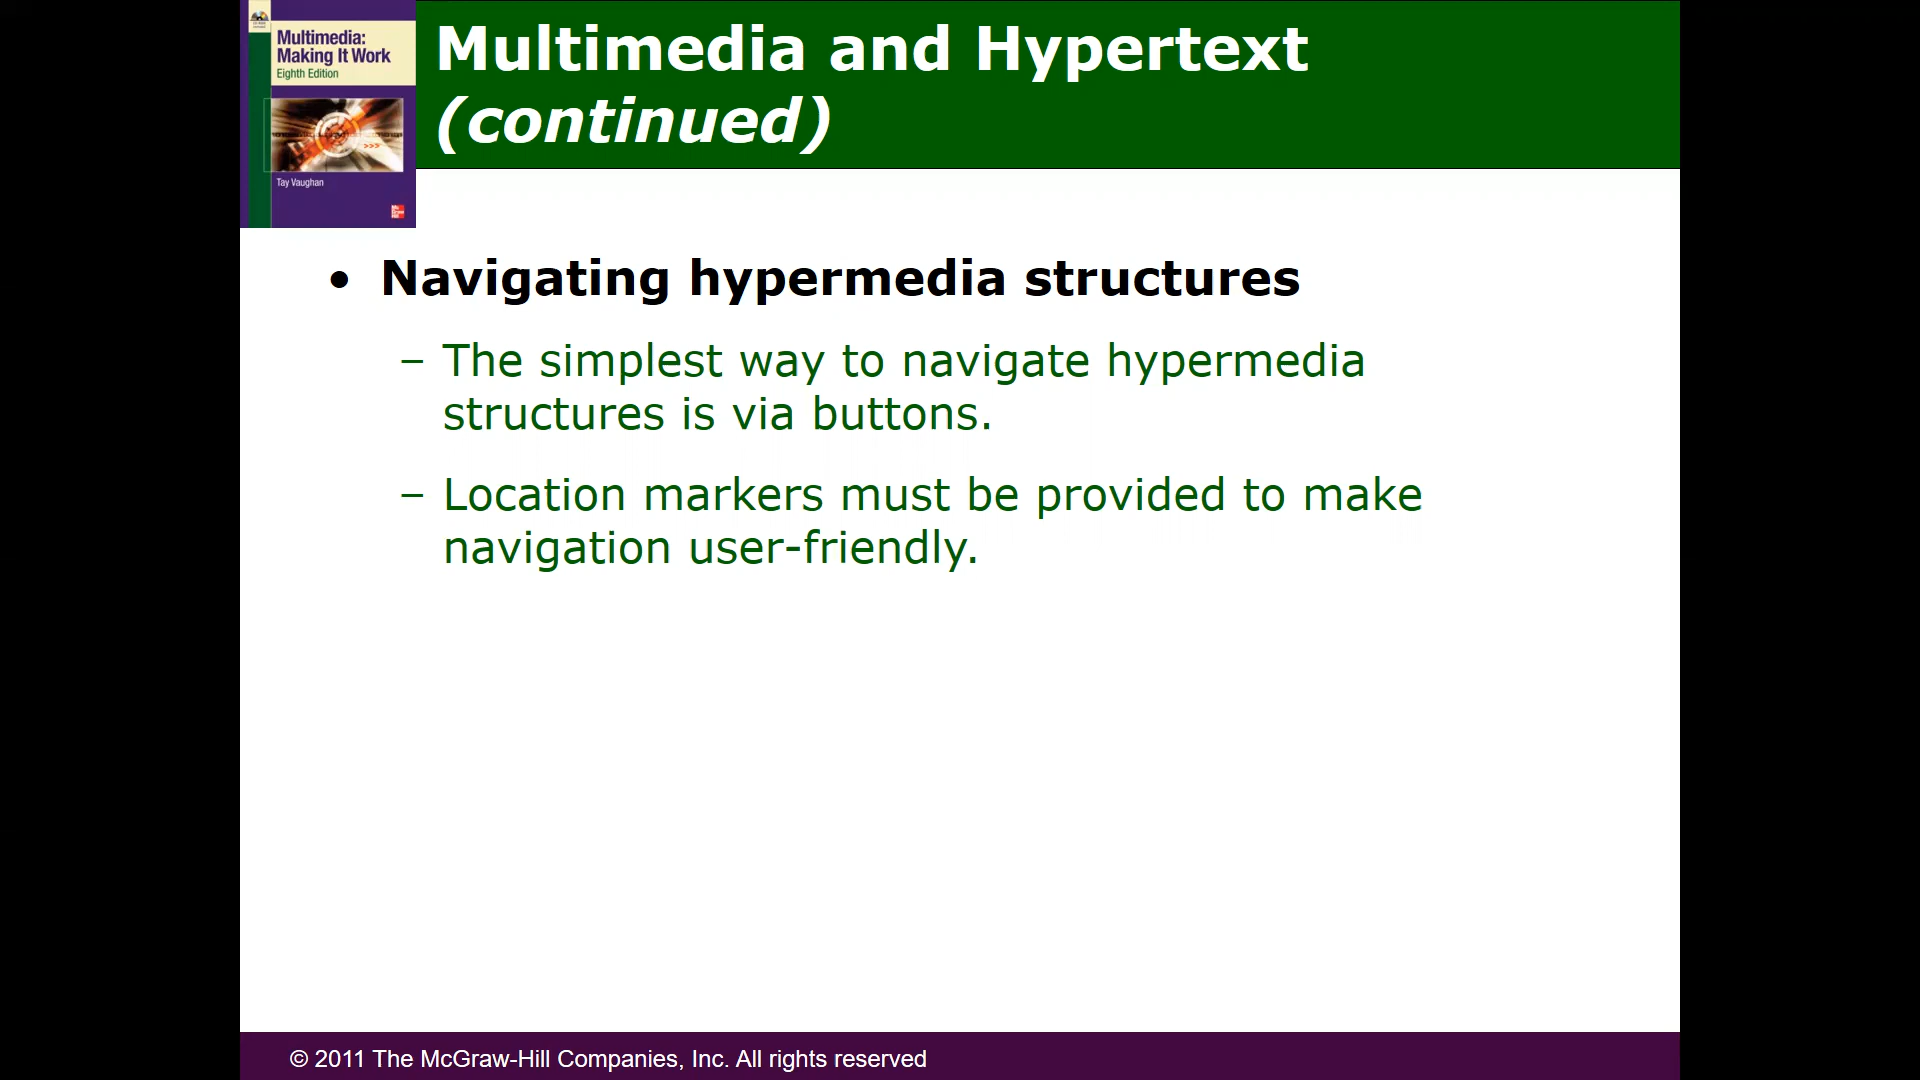 Multimedia:
Making It Work
Eighth Edition
Tay Vaughan
Multimedia and Hypertext
(continued)
• Navigating hypermedia structures
– The simplest way to navigate hypermedia
structures is via buttons.
– Location markers must be provided to make
navigation user-friendly.
© 2011 The McGraw-Hill Companies, Inc. All rights reserved